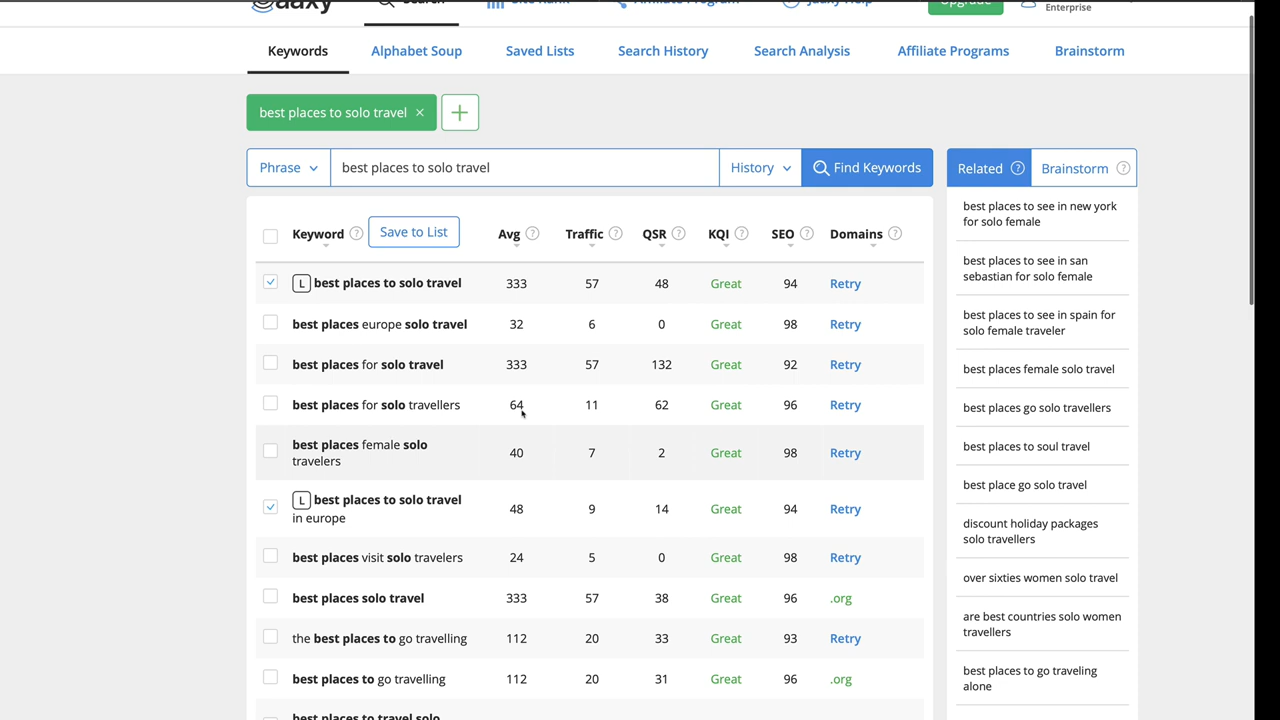 Enterprise
Keywords
Alphabet Soup
Saved Lists
Search History
Search Analysis
Affiliate Programs
Brainstorm
best places to solo travel ×
+
Phrase
best places to solo travel
History
Find Keywords
Related ?
Brainstorm ?
Keyword ?
Save to List
Avg ?
Traffic ?
QSR ?
KQI ?
SEO ?
Domains ?
L best places to solo travel 333 57 48 Great 94 Retry
best places europe solo travel 32 6 0 Great 98 Retry
best places for solo travel 333 57 132 Great 92 Retry
best places for solo travellers 64 11 62 Great 96 Retry
best places female solo
travelers
40 7 2 Great 98 Retry
L best places to solo travel
in europe
48 9 14 Great 94 Retry
best places visit solo travelers 24 5 0 Great 98 Retry
best places solo travel 333 57 38 Great 96 .org
the best places to go travelling 112 20 33 Great 93 Retry
best places to go travelling 112 20 31 Great 96 .org
best places to travel solo
best places to see in new york
for solo female
best places to see in san
sebastian for solo female
best places to see in spain for
solo female traveler
best places female solo travel
best places go solo travellers
best places to soul travel
best place go solo travel
discount holiday packages
solo travellers
over sixties women solo travel
are best countries solo women
travellers
best places to go traveling
alone